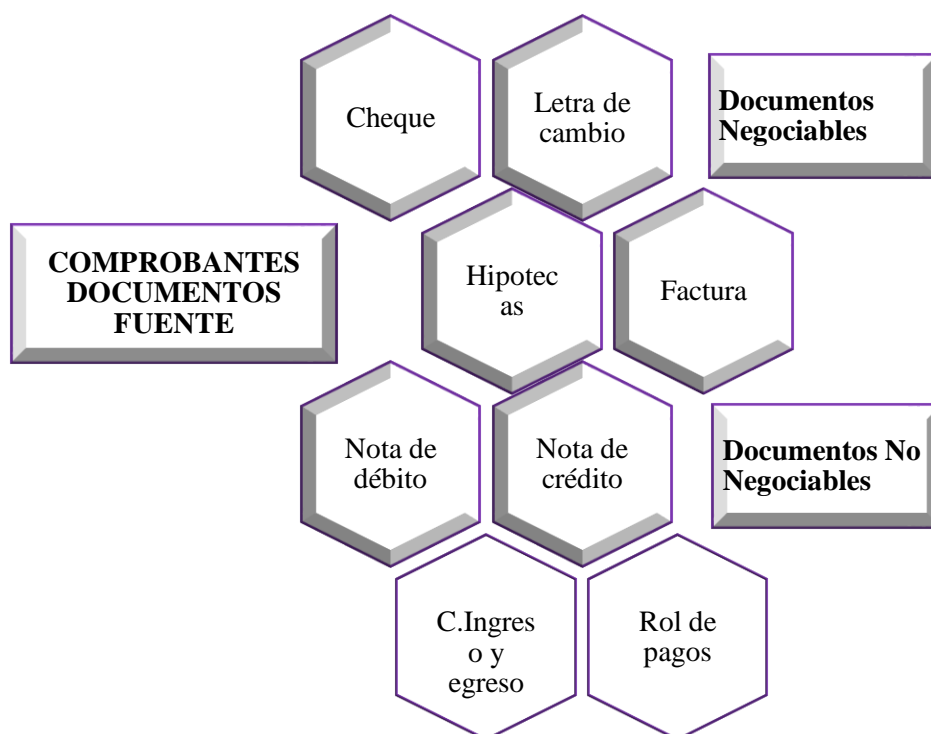 Cheque
Letra de
cambio
Documentos
Negociables
COMPROBANTES
DOCUMENTOS
FUENTE
Hipotec
as
Factura
Nota de
débito
Nota de
crédito
Documentos No
Negociables
C.Ingres
o y
egreso
Rol de
pagos